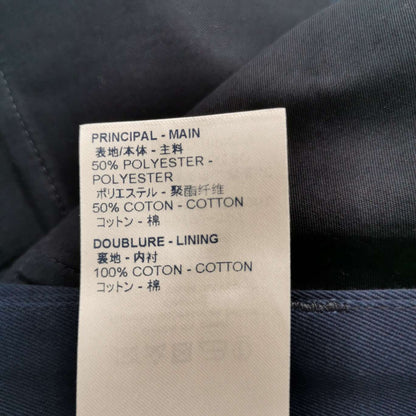 PRINCIPAL - MAIN
表地/本体 - 主料
50% POLYESTER -
POLYESTER
ポリエステル - 聚酯纤维
50% COTON - COTTON
コットン - 棉
DOUBLURE - LINING
裏地 - 内衬
100% COTON - COTTON
コットン - 棉